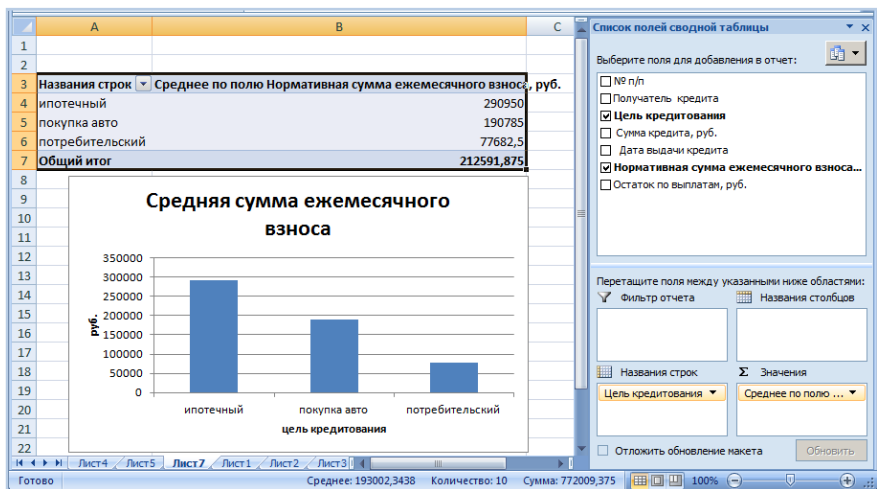 A B C
1
2
3 Названия строк Среднее по полю Нормативная сумма ежемесячного взноса, руб.
4 ипотечный 290950
5 покупка авто 190785
6 потребительский 77682,5
7 Общий итог 212591,875
8
9
10
11
12
13
14
15
16
17
18
19
20
21
22
Средняя сумма ежемесячного
взноса
350000
300000
250000
200000
150000
100000
50000
0
руб.
ипотечный покупка авто потребительский
цель кредитования
Лист4 Лист5 Лист7 Лист1 Лист2 Лист3
Готово Среднее: 193002,3438 Количество: 10 Сумма: 772009,375 100%
Список полей сводной таблицы
Выберите поля для добавления в отчет:
№ п/п
Получатель кредита
Цель кредитования
Сумма кредита, руб.
Дата выдачи кредита
Нормативная сумма ежемесячного взноса...
Остаток по выплатам, руб.
Перетащите поля между указанными ниже областями:
Фильтр отчета Названия столбцов
Названия строк Σ Значения
Цель кредитования Среднее по полю ...
Отложить обновление макета Обновить